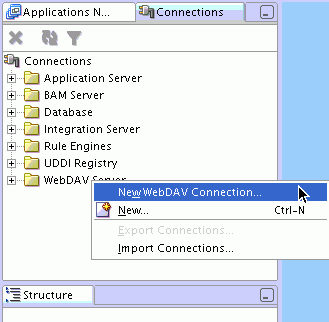 Applications N...
Connections
Connections
Application Server
BAM Server
Database
Integration Server
Rule Engines
UDDI Registry
WebDAV Server
New WebDAV Connection...
New... Ctrl-N
Export Connections...
Import Connections...
Structure